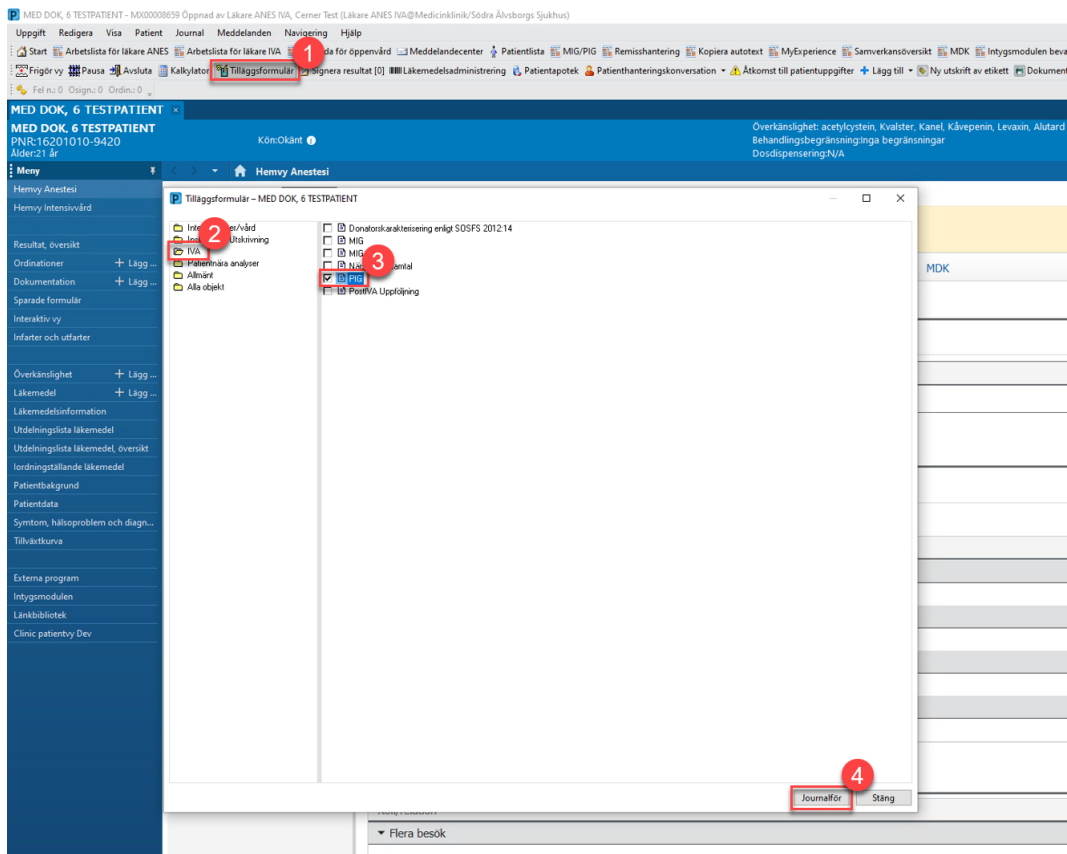 MED DOK, 6 TESTPATIENT - MX00008659 Öppnad av Läkare ANES IVA, Cerner Test (Läkare ANES IVA@Medicinklinik/Södra Älvsborgs Sjukhus)
Uppgift Redigera Visa Patient Journal Meddelanden Navigering Hjälp
Start Arbetslista för läkare ANES Arbetslista för läkare IVA da för öppenvård Meddelandecenter Patientlista MIG/PIG Remisshantering Kopiera autotext MyExperience Samverkansöversikt MDK Intygsmodulen beva
1
Frigör vy Pausa Avsluta Kalkylator Tilläggsformulär Signera resultat [0] Läkemedelsadministrering Patientapotek Patienthanteringskonversation Åtkomst till patientuppgifter Lägg till Ny utskrift av etikett Dokument
Fel n.: 0 Osign.: 0 Ordin.: 0
MED DOK, 6 TESTPATIENT ×
MED DOK, 6 TESTPATIENT
PNR:16201010-9420
Ålder:21 år
Kön:Okänt
Överkänslighet: acetylcystein, Kvalster, Kanel, Kåvepenin, Levaxin, Alutard
Behandlingsbegränsning:Inga begränsningar
Dosdispensering:N/A
Meny
Hemvy Anestesi
Hemvy Anestesi
Hemvy Intensivvård
Resultat, översikt
Ordinationer + Lägg ...
Dokumentation + Lägg ...
Sparade formulär
Interaktiv vy
Infarter och utfarter
Överkänslighet + Lägg ...
Läkemedel + Lägg ...
Läkemedelsinformation
Utdelningslista läkemedel
Utdelningslista läkemedel, översikt
Iordningställande läkemedel
Patientbakgrund
Patientdata
Symtom, hälsoproblem och diagn...
Tillväxtkurva
Externa program
Intygsmodulen
Länkbibliotek
Clinic patientvy Dev
Tilläggsformulär – MED DOK, 6 TESTPATIENT
2
er/vård
Utskrivning
IVA
Patientnära analyser
Allmänt
Alla objekt
Donatorskarakterisering enligt SOSFS 2012:14
MIG
MIG
3
amtal
PIG
PostIVA Uppföljning
MDK
4
Journalför Stäng
Flera besök